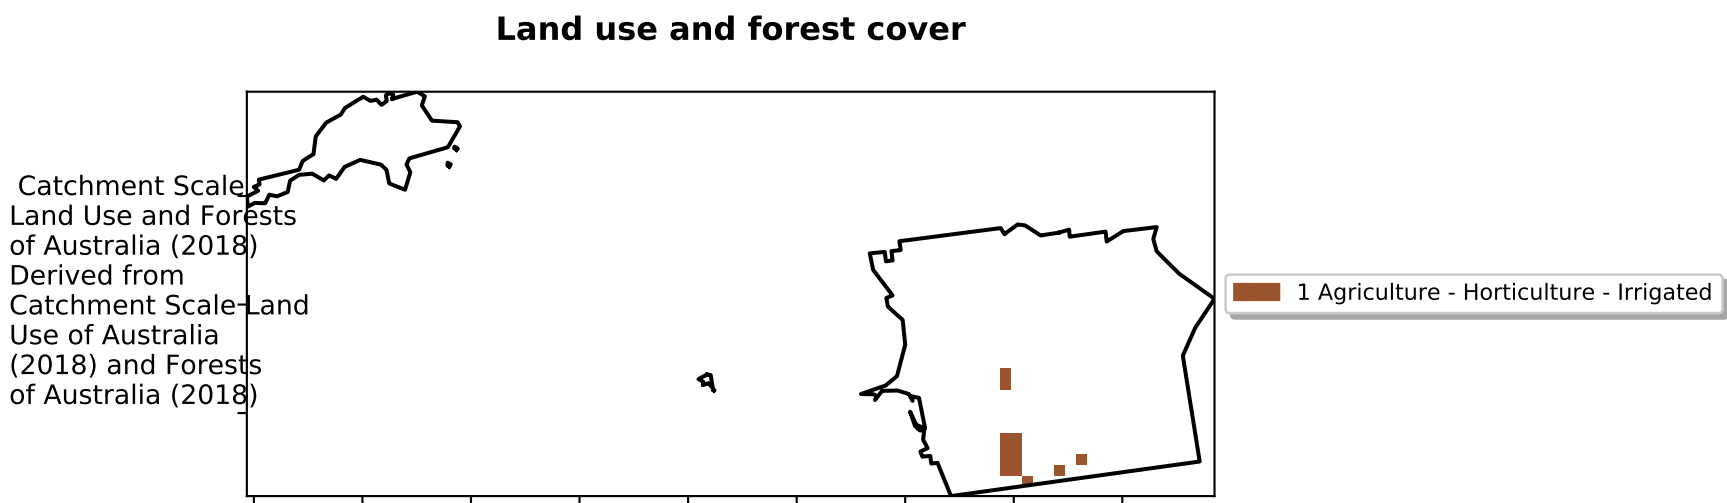 Land use and forest cover
Catchment Scale
Land Use and Forests
of Australia (2018)
Derived from
Catchment Scale Land
Use of Australia
(2018) and Forests
of Australia (2018)
1 Agriculture - Horticulture - Irrigated